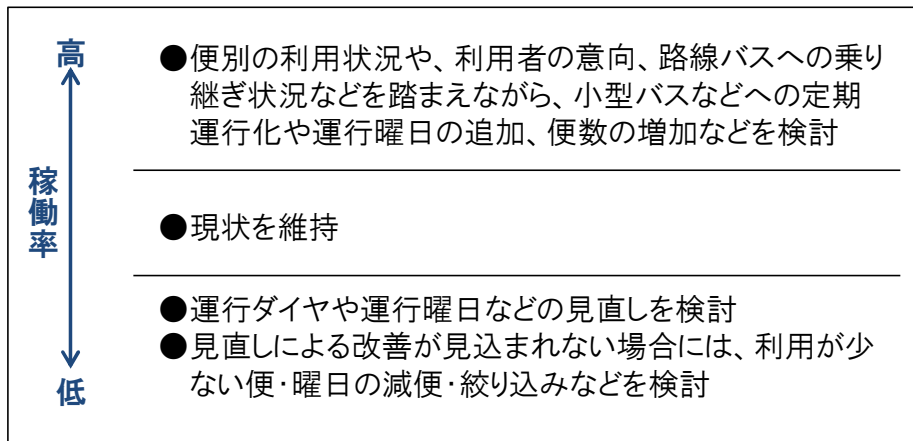 高
●便別の利用状況や、利用者の意向、路線バスへの乗り
継ぎ状況などを踏まえながら、小型バスなどへの定期
運行化や運行曜日の追加、便数の増加などを検討
稼働率
●現状を維持
●運行ダイヤや運行曜日などの見直しを検討
●見直しによる改善が見込まれない場合には、利用が少
ない便・曜日の減便・絞り込みなどを検討
低